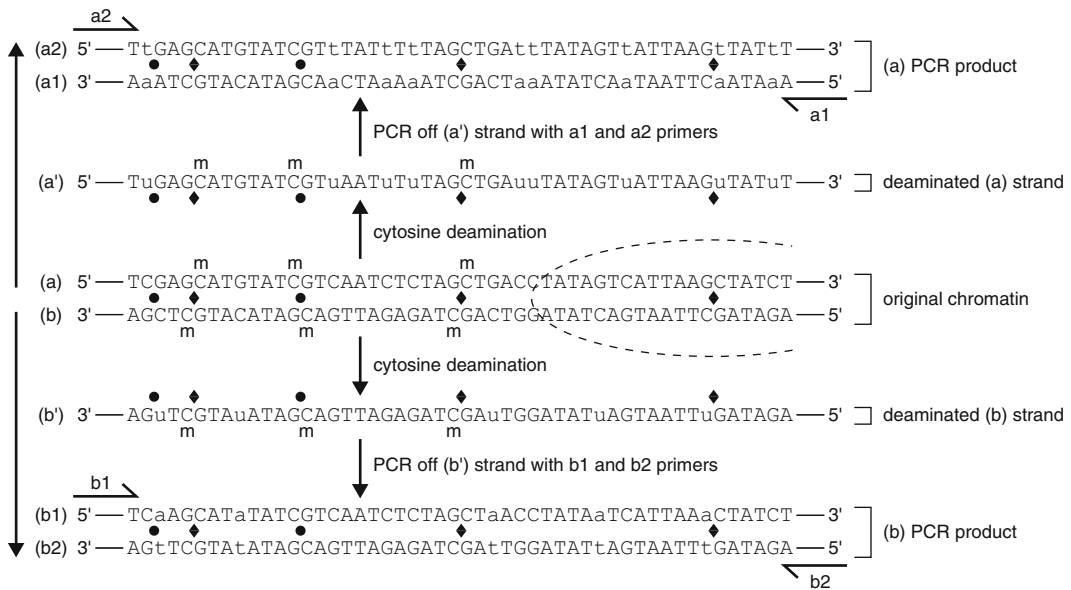 a2
(a2) 5' TtGAGCATGTATCGTtTATtTtTAGCTGAttTATAGTtATTAAGtTATtT 3'
(a1) 3' AaATCGTACATAGCAaCTAaAaATCGACTaaATATCAaTAATTCaATAaA 5'
(a) PCR product
a1
PCR off (a') strand with a1 and a2 primers
m m m
(a') 5' TuGAGCATGTATCGTuAATuTuTAGCTGAuuTATAGTuATTAAGuTATuT 3' deaminated (a) strand
cytosine deamination
m m m
(a) 5' TCGAGCATGTATCGTCAATCTCTAGCTGACCTATAGTCATTAAGCTATCT 3'
original chromatin
(b) 3' AGCTCGTACATAGCAGTTAGAGATCGACTGGATATCAGTAATTCGATAGA 5'
m m m
cytosine deamination
(b') 3' AGuTCGTAuATAGCAGTTAGAGATCGAuTGGATATuAGTAATTuGATAGA 5' deaminated (b) strand
m m m
PCR off (b') strand with b1 and b2 primers
b1
(b1) 5' TCaAGCATaTATCGTCAATCTCTAGCTaACCTATAaTCATTAAaCTATCT 3'
(b) PCR product
(b2) 3' AGtTCGTAtATAGCAGTTAGAGATCGAtTGGATATtAGTAATTtGATAGA 5'
b2